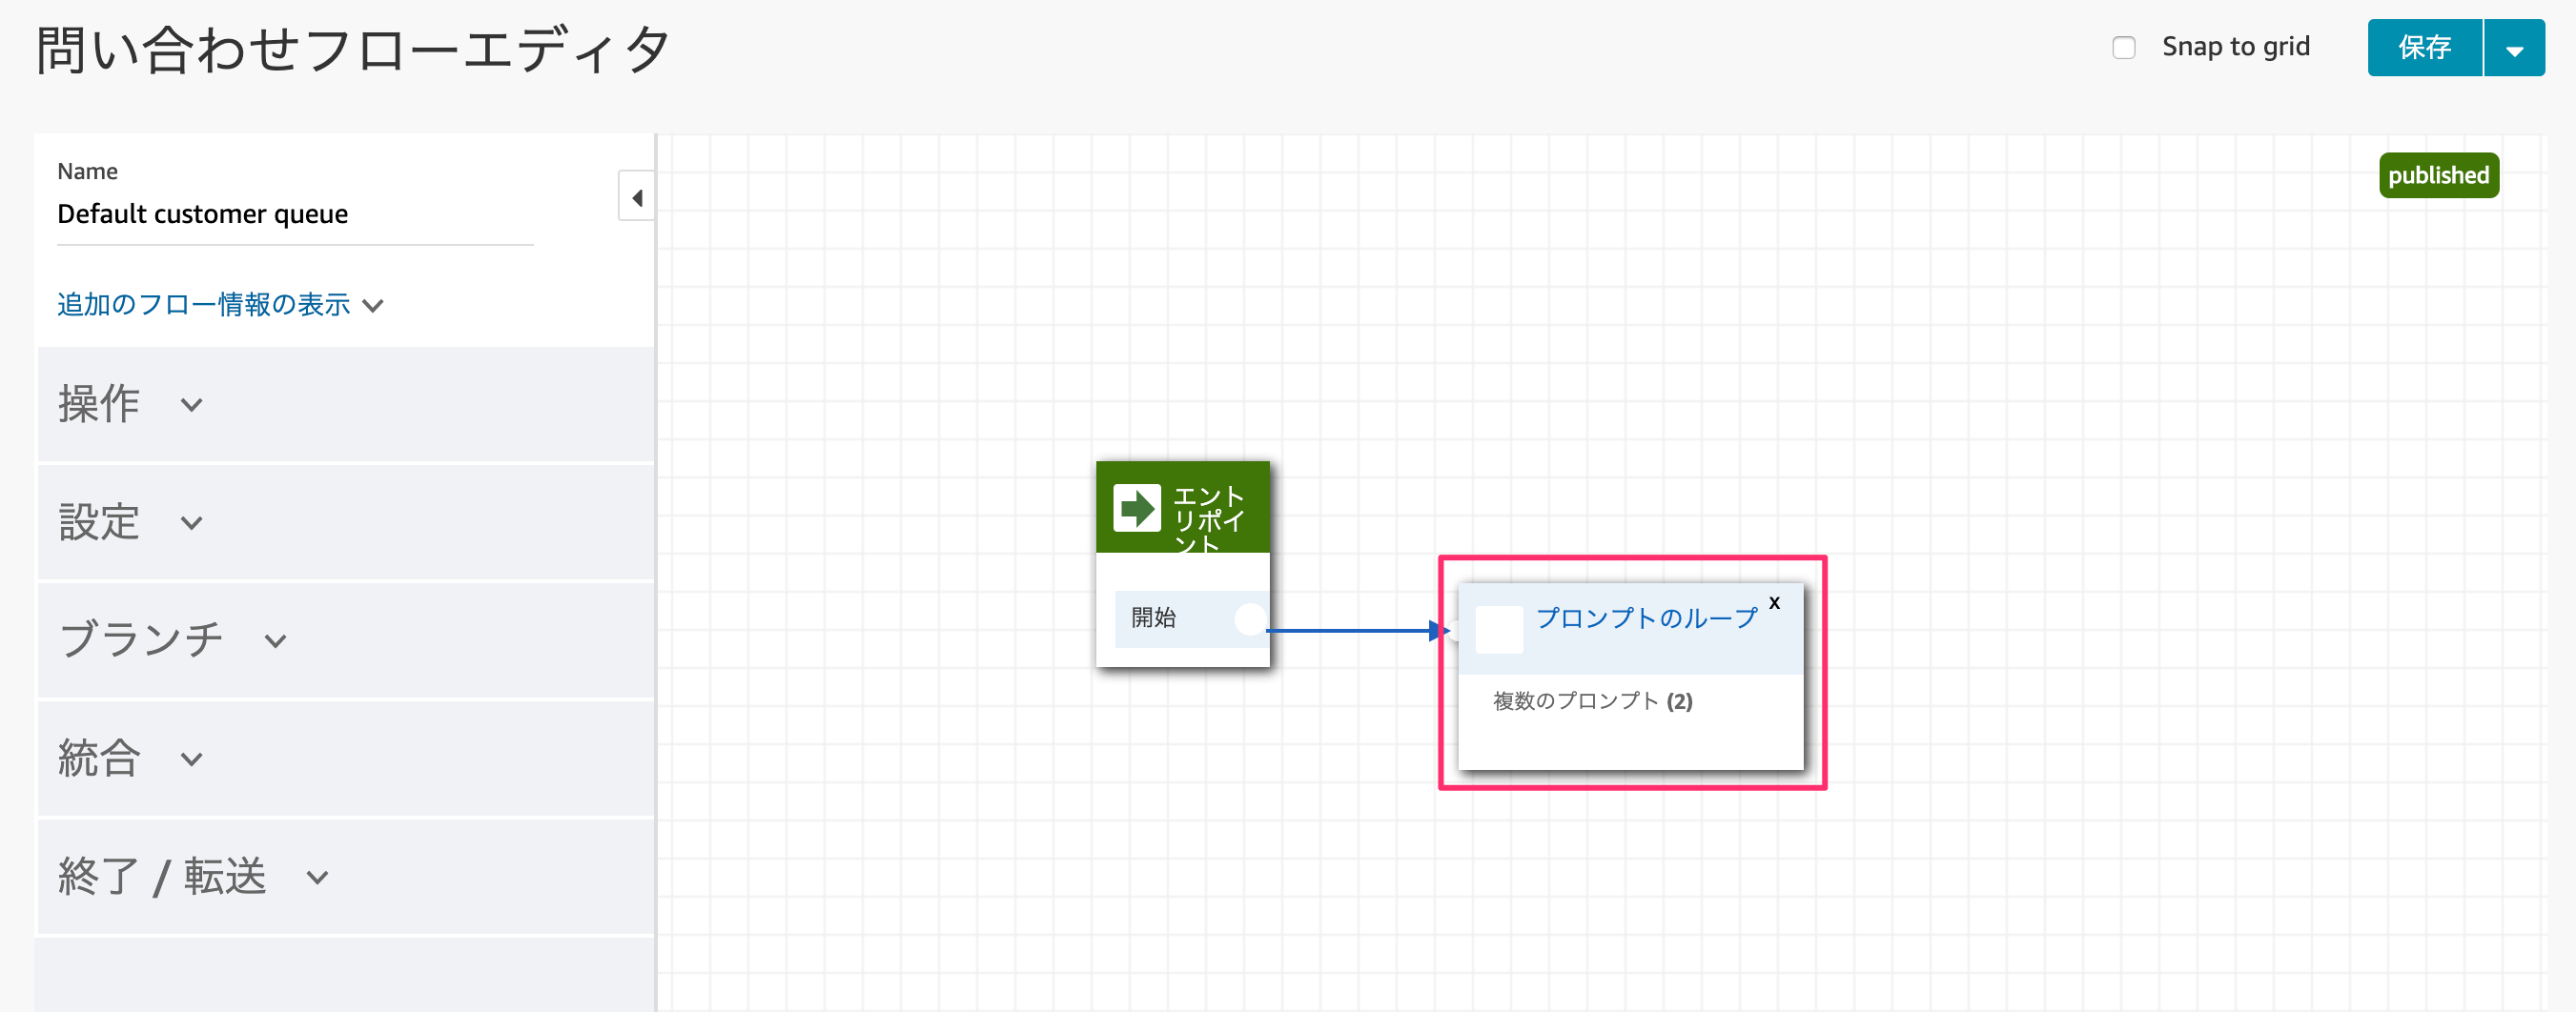 問い合わせフローエディタ
Snap to grid
保存
Name
Default customer queue
追加のフロー情報の表示
操作
設定
ブランチ
統合
終了 / 転送
published
エント
リポイ
ント
開始
プロンプトのループ
x
複数のプロンプト (2)